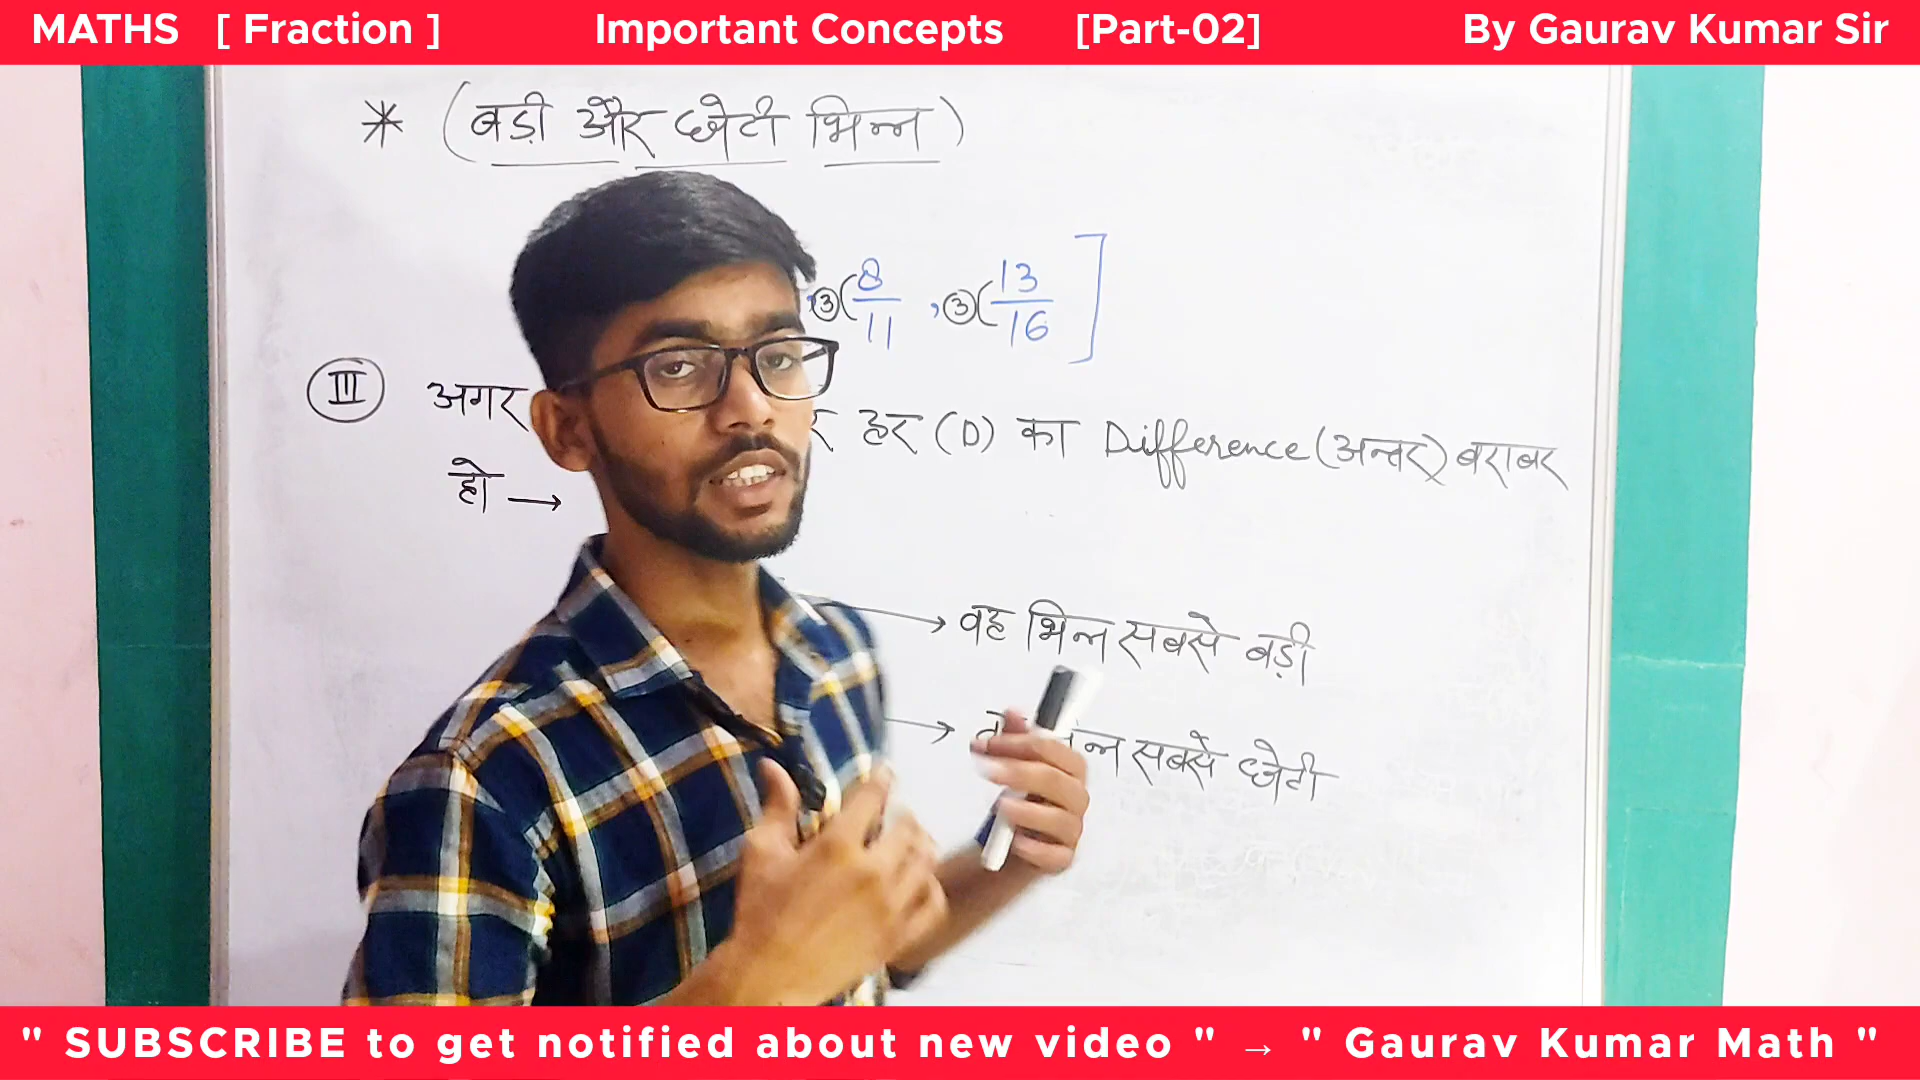 MATHS [ Fraction ] Important Concepts [Part-02] By Gaurav Kumar Sir
* (बड़ी और छोटी भिन्न)
③(8/11 , ③(13/16 ]
III अगर हर (D) का Difference (अन्तर) बराबर
हो →
→ वह भिन्न सबसे बड़ी
→ सबसे छोटी
" SUBSCRIBE to get notified about new video " → " Gaurav Kumar Math "